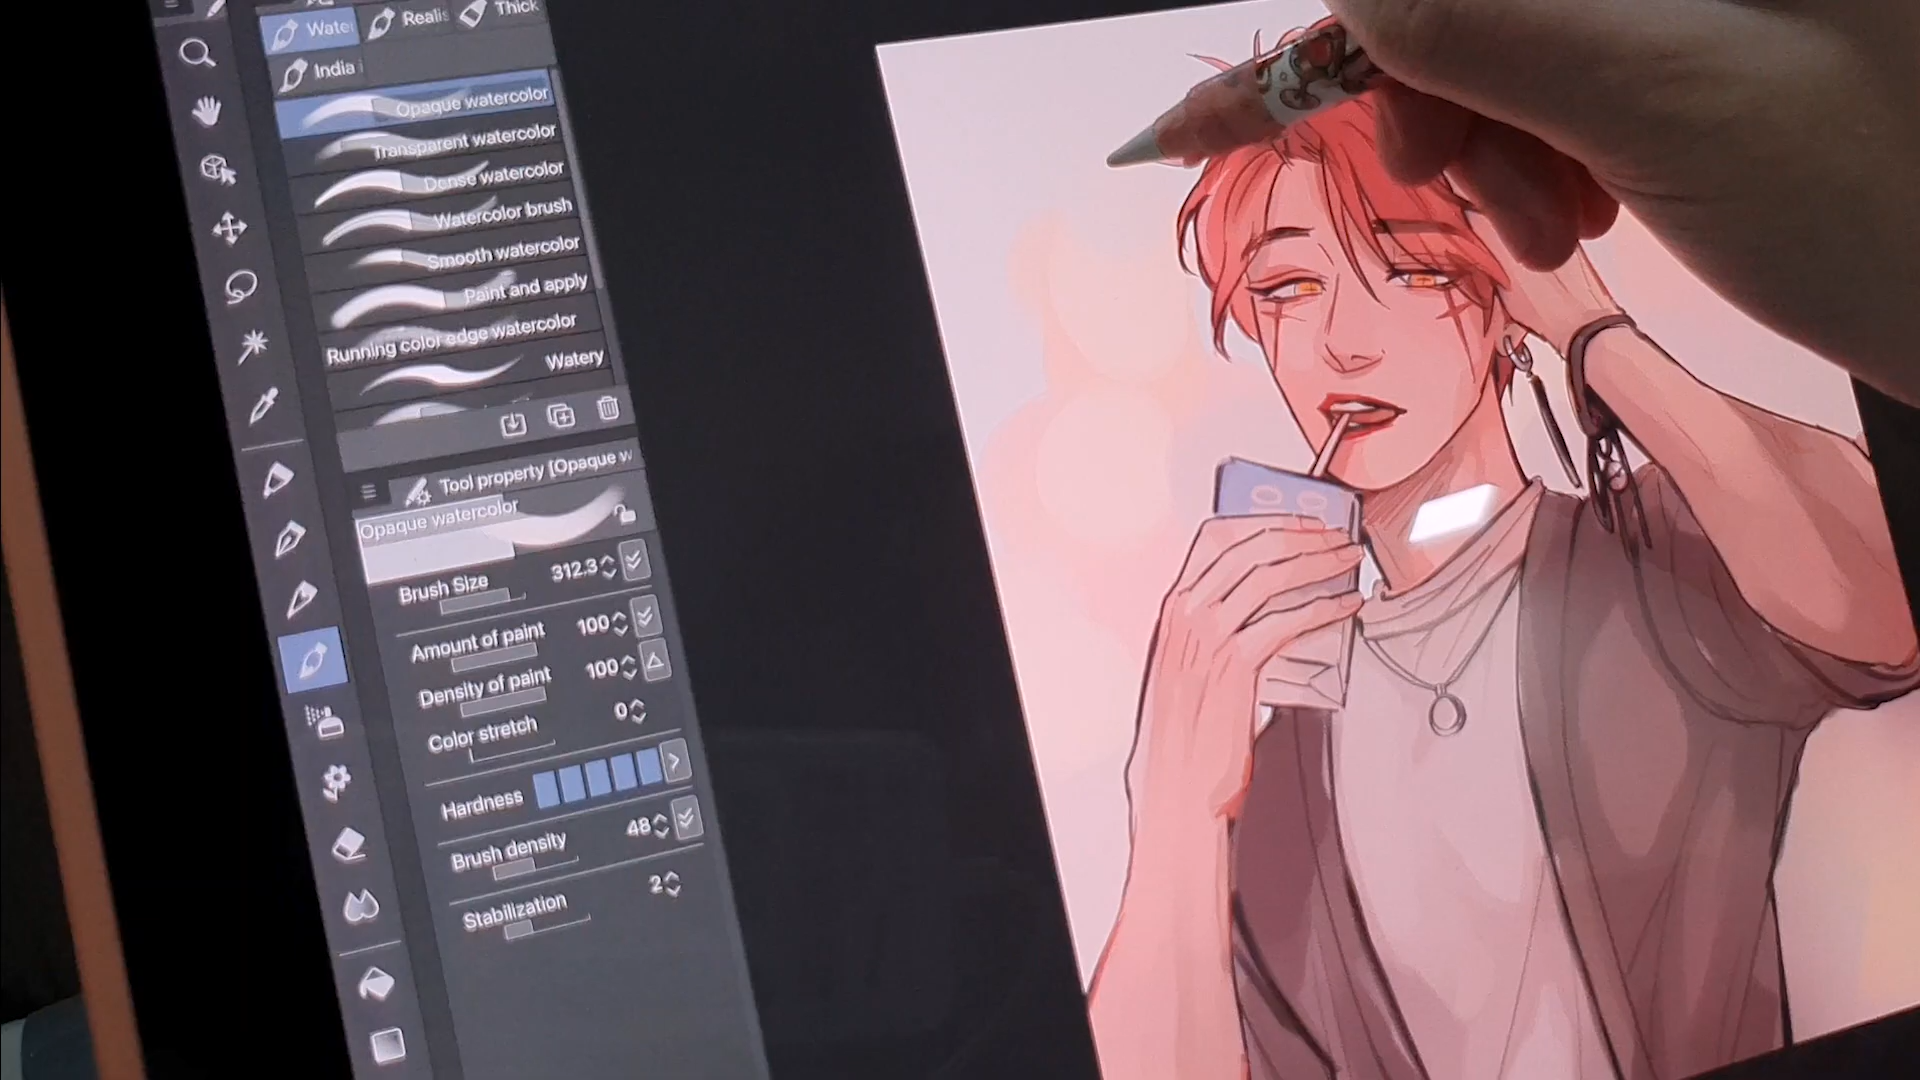 Water
Realis
Thick
India i
Opaque watercolor
Transparent watercolor
Dense watercolor
Watercolor brush
Smooth watercolor
Paint and apply
Running color edge watercolor
Watery
Tool property [Opaque w
Opaque watercolor
Brush Size 312.3
Amount of paint 100
Density of paint 100
Color stretch 0
Hardness
Brush density 48
Stabilization 2